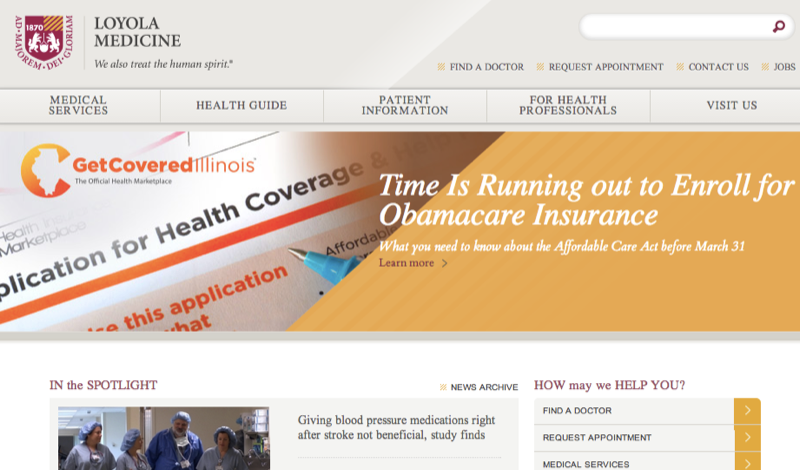 AD • MAIOREM • DEI • GLORIAM
1870
LOYOLA
MEDICINE
We also treat the human spirit.®
FIND A DOCTOR
REQUEST APPOINTMENT
CONTACT US
JOBS
MEDICAL
SERVICES
HEALTH GUIDE
PATIENT
INFORMATION
FOR HEALTH
PROFESSIONALS
VISIT US
GetCoveredIllinois
The Official Health Marketplace
Health Insurance
Marketplace
plication for Health Coverage & Help
Affordable
se this application
what
Time Is Running out to Enroll for
Obamacare Insurance
What you need to know about the Affordable Care Act before March 31
Learn more >
IN the SPOTLIGHT
NEWS ARCHIVE
Giving blood pressure medications right
after stroke not beneficial, study finds
HOW may we HELP YOU?
FIND A DOCTOR >
REQUEST APPOINTMENT >
MEDICAL SERVICES >